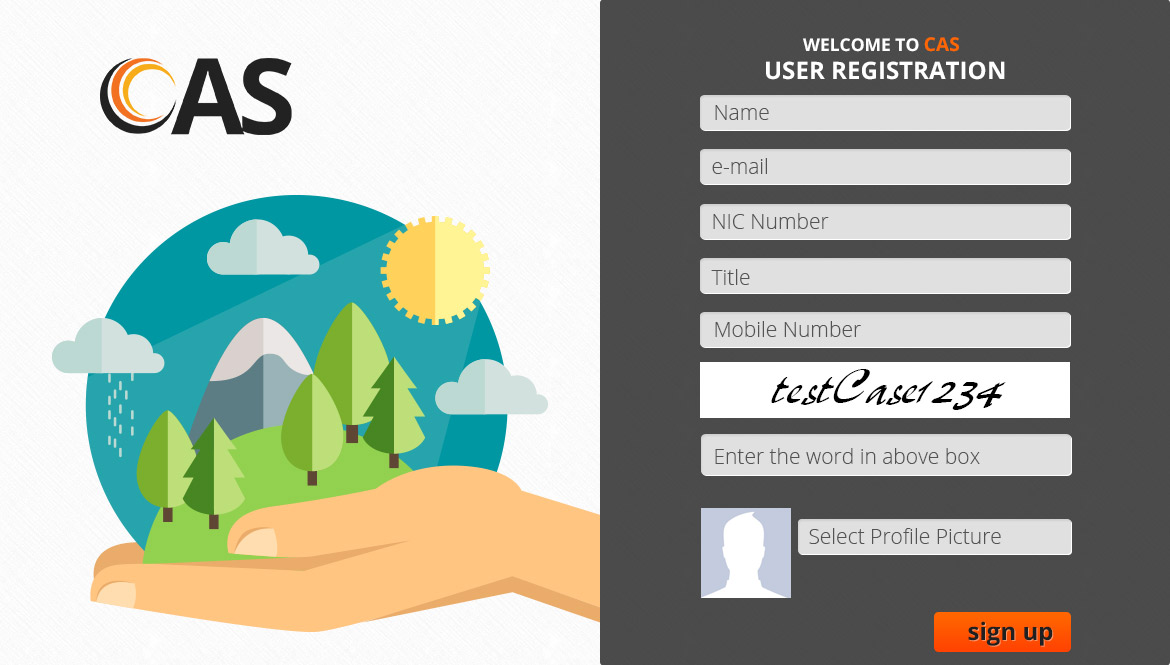 CAS
WELCOME TO CAS
USER REGISTRATION
Name
e-mail
NIC Number
Title
Mobile Number
testCase1234
Enter the word in above box
Select Profile Picture
sign up